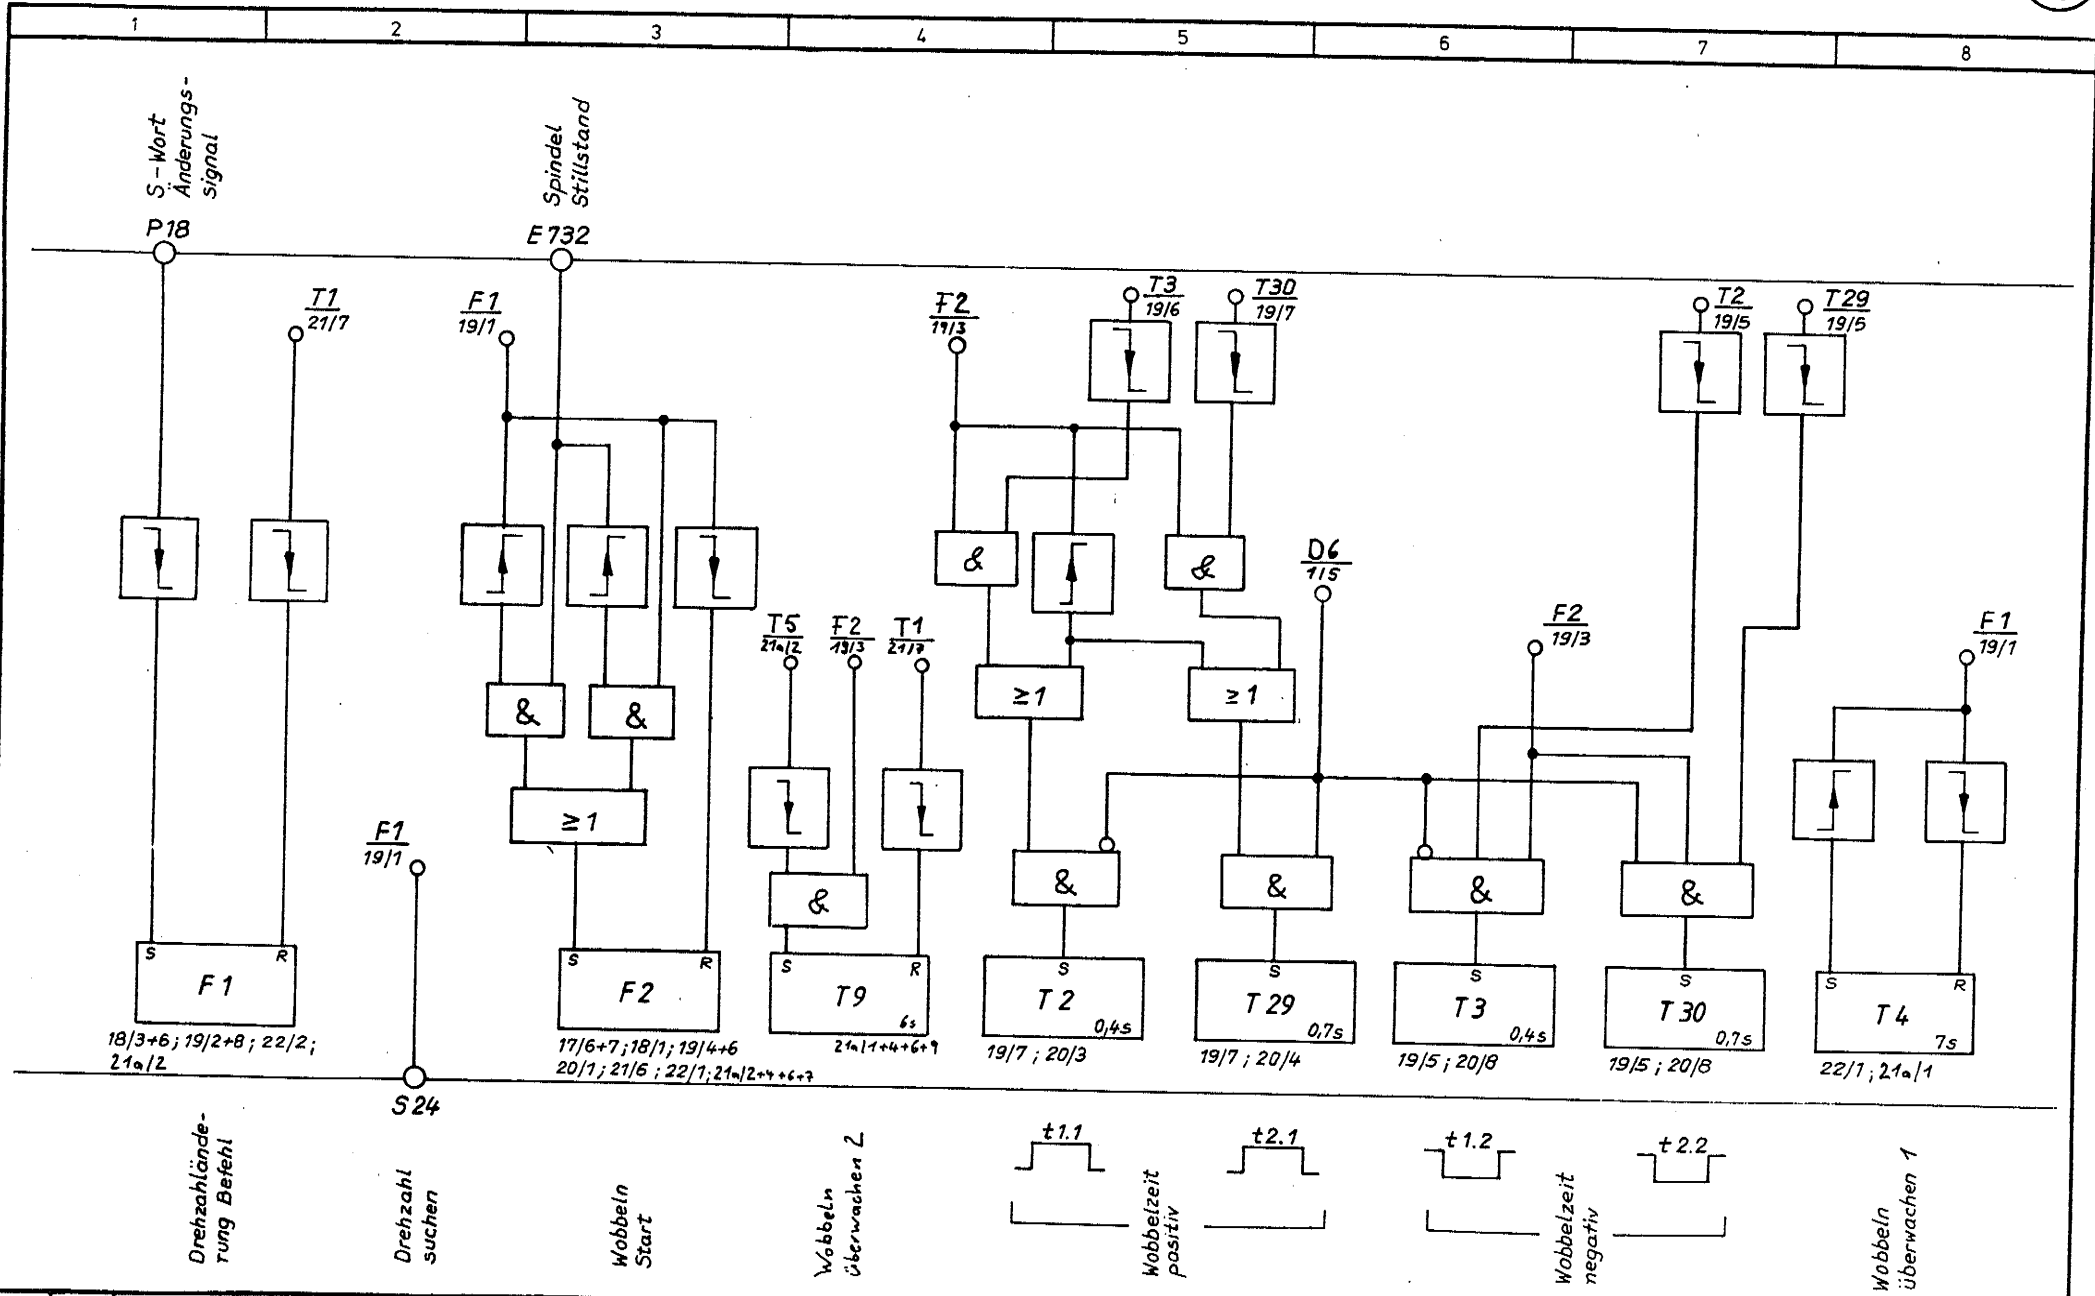 1 2 3 4 5 6 7 8
S-Wort
Änderungs-
signal
Spindel
Stillstand
P18
E732
T1
21/7
F1
19/1
F2
19/3
T3
19/6
T30
19/7
T2
19/5
T29
19/5
& &
D6
1/5
F2
19/3
F1
19/1
T5
21a/2
F2
19/3
T1
21/7
≥1 ≥1
& &
≥1
F1
19/1
&
& & & &
S R
F1
S R
F2
S R
T9
6s
S
T2
0,4s
S
T29
0,7s
S
T3
0,4s
S
T30
0,7s
S R
T4
7s
18/3+6; 19/2+8; 22/2;
21a/2
17/6+7; 18/1; 19/4+6
20/1; 21/6; 22/1; 21a/2+4+6+7
21a/1+4+6+9
19/7; 20/3
19/7; 20/4
19/5; 20/8
19/5; 20/8
22/1; 21a/1
S24
Drehzahlände-
rung Befehl
Drehzahl
suchen
Wobbeln
Start
Wobbeln
überwachen 2
t1.1
t2.1
Wobbelzeit
positiv
t1.2
t2.2
Wobbelzeit
negativ
Wobbeln
überwachen 1